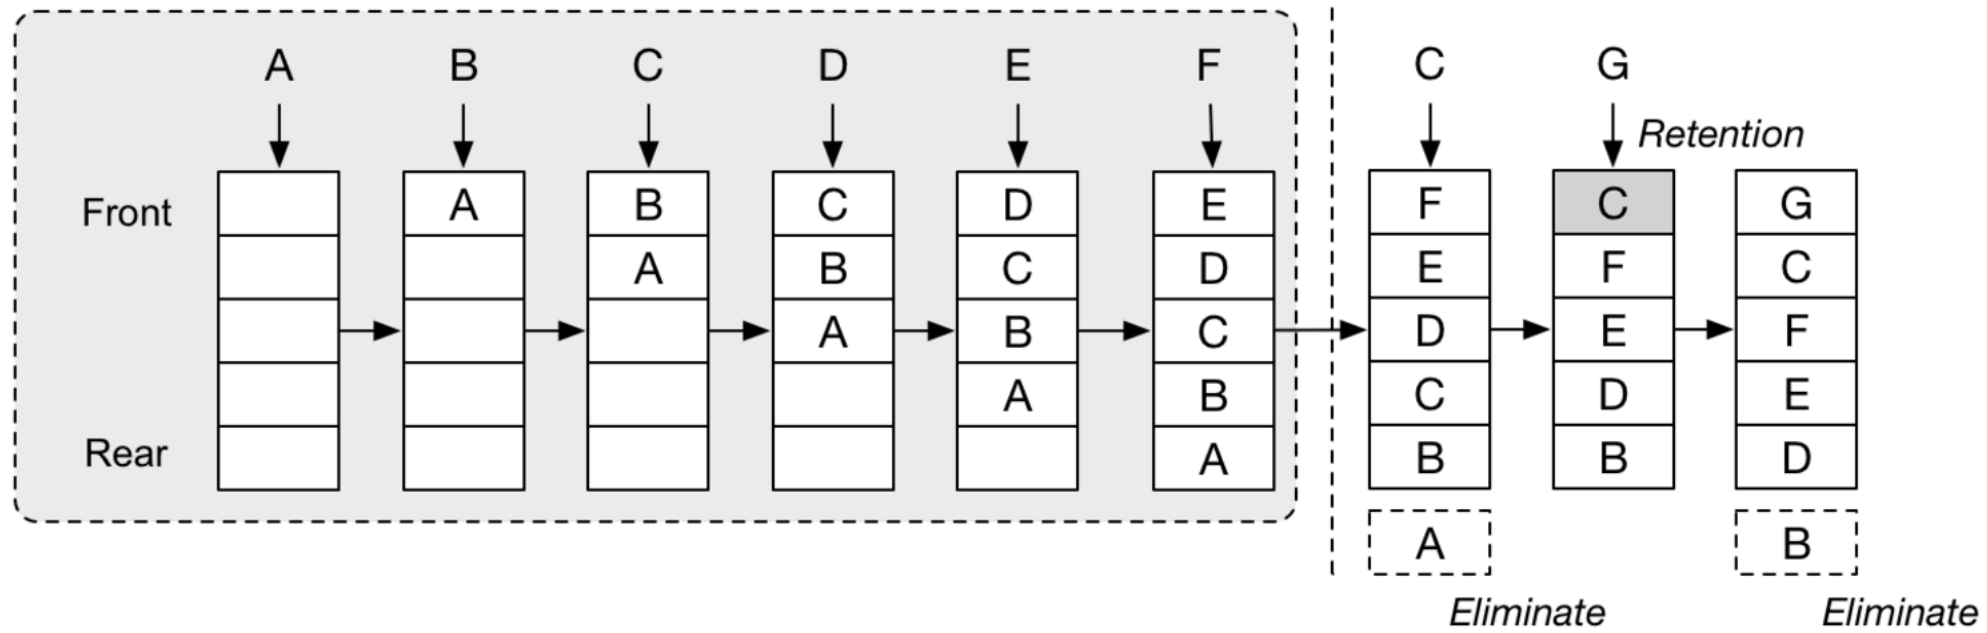 A B C D E F C G
Retention
Front A B C D E F C G
A B C D E F C
A B C D E F
A B C D E
Rear A B B D
A B
Eliminate Eliminate